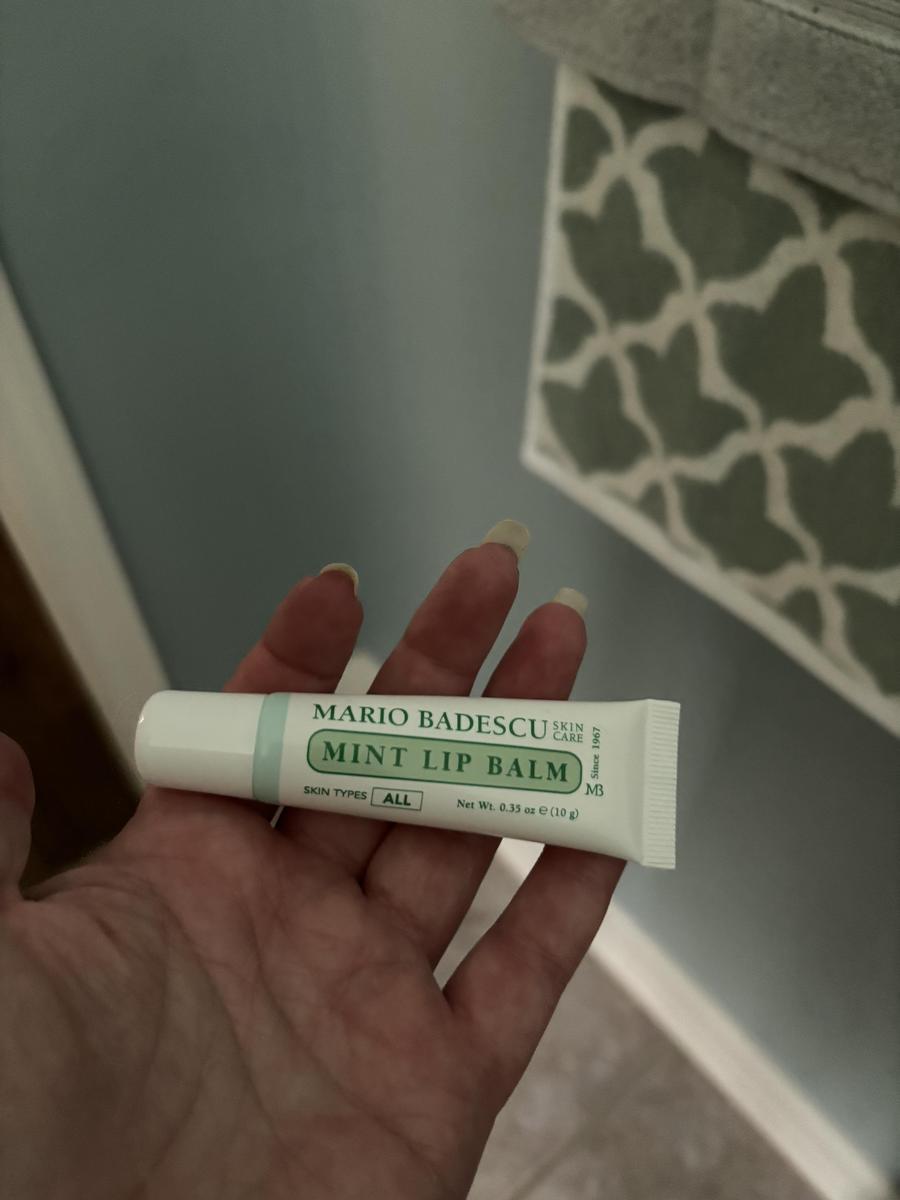 MARIO BADESCU SKIN CARE
MINT LIP BALM
SKIN TYPES ALL
Net Wt. 0.35 oz ℮ (10 g)
Since 1967
MB